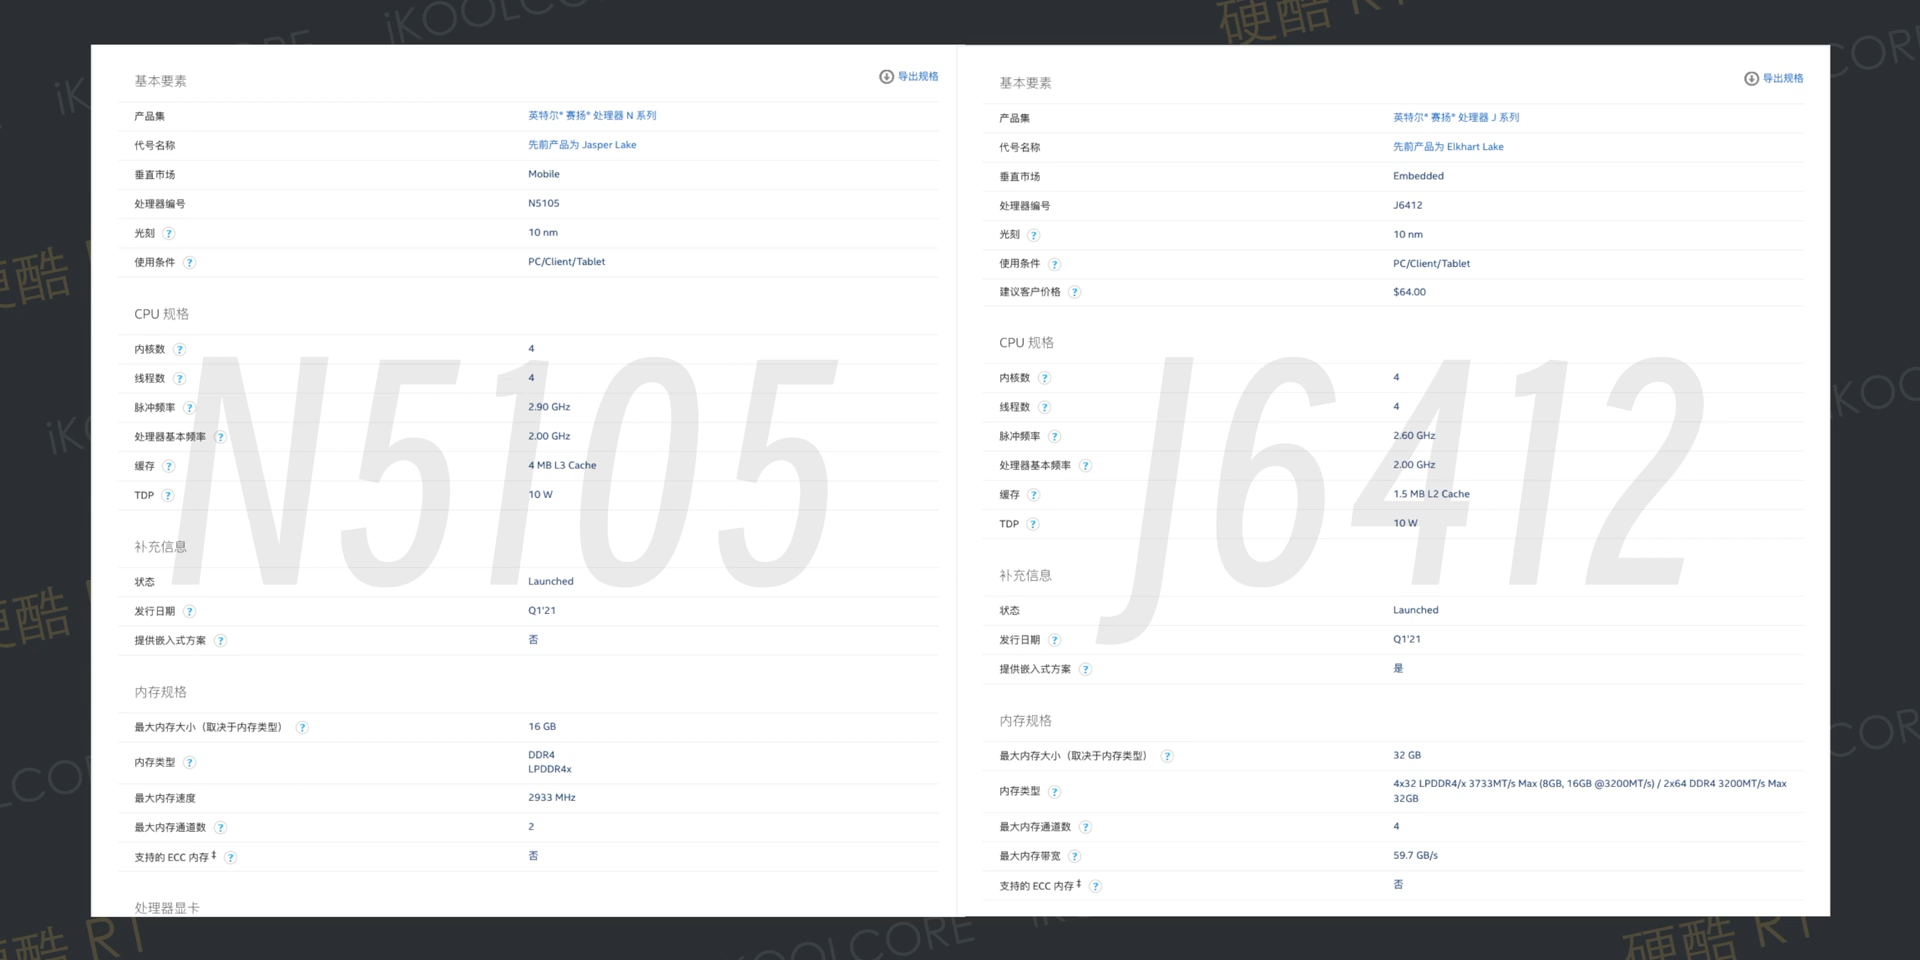 iKOOLCORE
硬酷 R1
基本要素
导出规格
产品集 英特尔® 赛扬® 处理器 N 系列
代号名称 先前产品为 Jasper Lake
垂直市场 Mobile
处理器编号 N5105
光刻 ? 10 nm
使用条件 ? PC/Client/Tablet
CPU 规格
内核数 ? 4
线程数 ? 4
脉冲频率 ? 2.90 GHz
处理器基本频率 ? 2.00 GHz
缓存 ? 4 MB L3 Cache
TDP ? 10 W
N5105
补充信息
状态 Launched
发行日期 ? Q1'21
提供嵌入式方案 ? 否
内存规格
最大内存大小（取决于内存类型） ? 16 GB
内存类型 ? DDR4
LPDDR4x
最大内存速度 2933 MHz
最大内存通道数 ? 2
支持的 ECC 内存 ‡ ? 否
处理器显卡
基本要素
导出规格
产品集 英特尔® 赛扬® 处理器 J 系列
代号名称 先前产品为 Elkhart Lake
垂直市场 Embedded
处理器编号 J6412
光刻 ? 10 nm
使用条件 ? PC/Client/Tablet
建议客户价格 ? $64.00
CPU 规格
内核数 ? 4
线程数 ? 4
脉冲频率 ? 2.60 GHz
处理器基本频率 ? 2.00 GHz
缓存 ? 1.5 MB L2 Cache
TDP ? 10 W
J6412
补充信息
状态 Launched
发行日期 ? Q1'21
提供嵌入式方案 ? 是
内存规格
最大内存大小（取决于内存类型） ? 32 GB
内存类型 ? 4x32 LPDDR4/x 3733MT/s Max (8GB, 16GB @3200MT/s) / 2x64 DDR4 3200MT/s Max
32GB
最大内存通道数 ? 4
最大内存带宽 ? 59.7 GB/s
支持的 ECC 内存 ‡ ? 否
硬酷 R1
iKOOLCORE
硬酷 R1